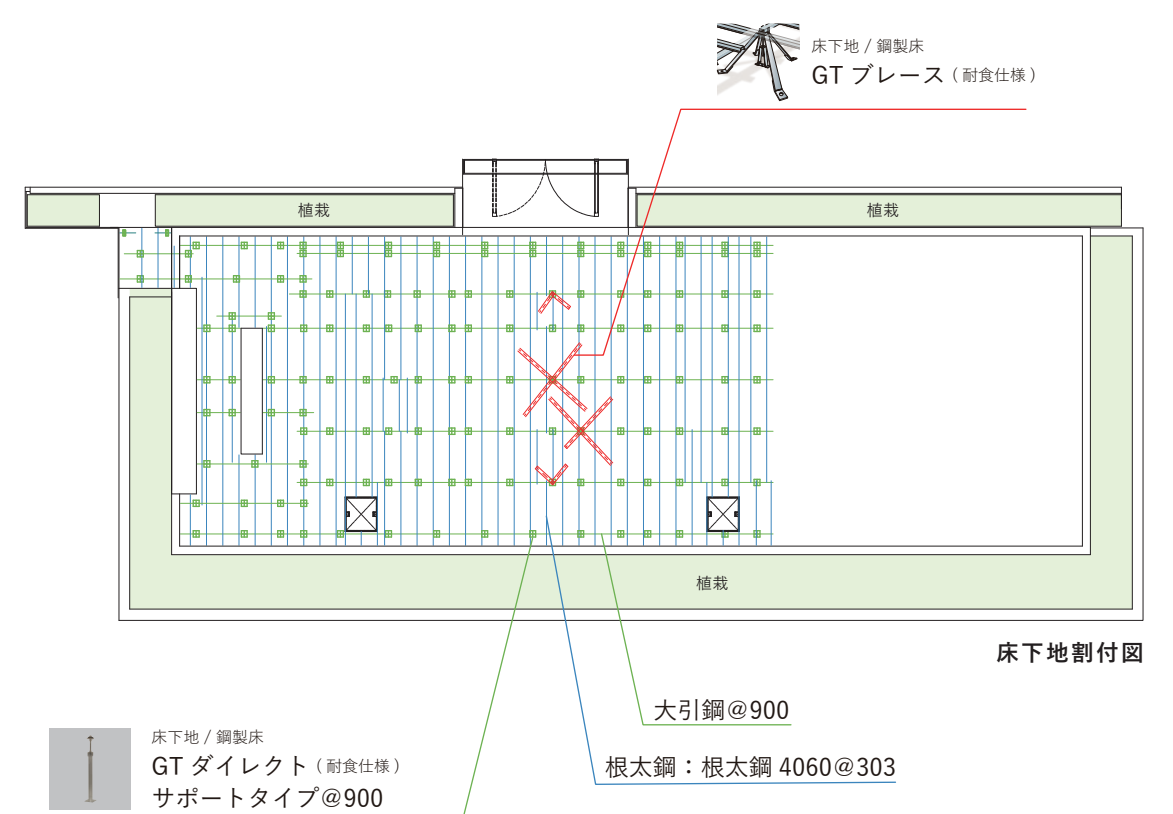 床下地 / 鋼製床
GT ブレース ( 耐食仕様 )
植栽
植栽
植栽
床下地割付図
大引鋼@900
根太鋼：根太鋼 4060@303
床下地 / 鋼製床
GT ダイレクト ( 耐食仕様 )
サポートタイプ@900